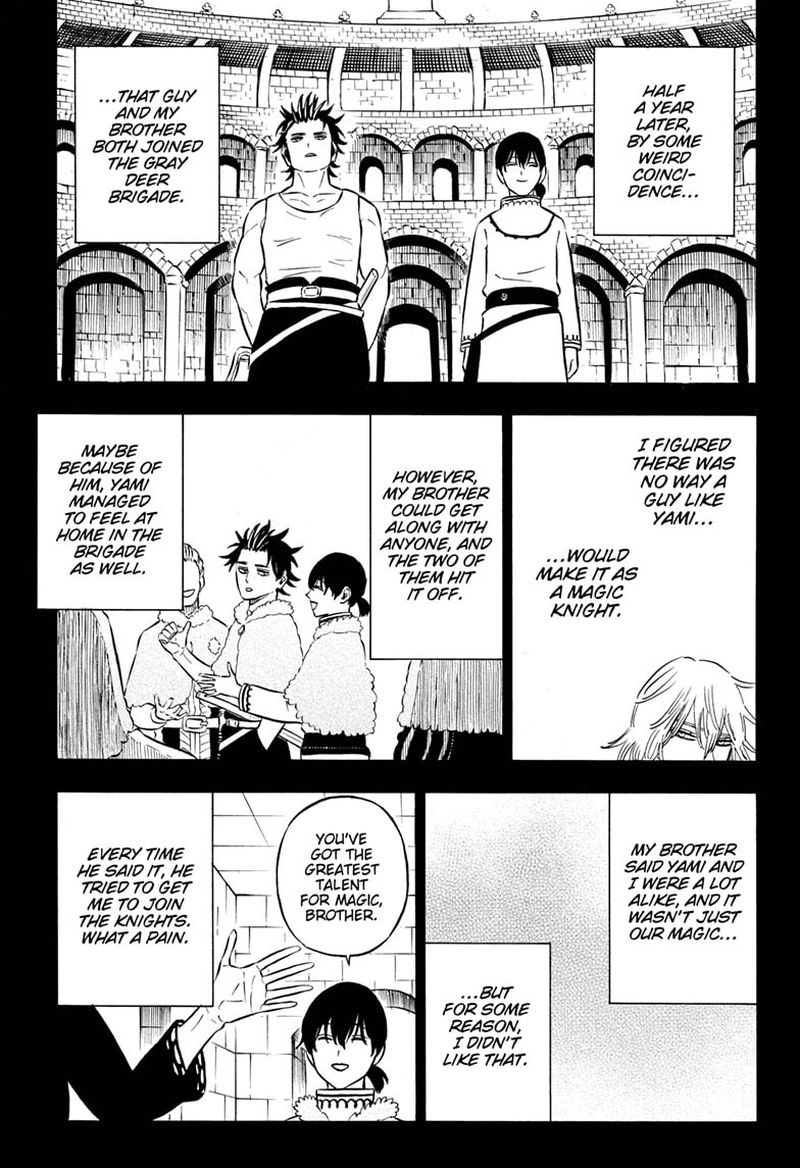 HALF
A YEAR
LATER,
BY SOME
WEIRD
COINCI-
DENCE...
...THAT GUY
AND MY
BROTHER
BOTH JOINED
THE GRAY
DEER
BRIGADE.
I FIGURED
THERE WAS
NO WAY A
GUY LIKE
YAMI...
...WOULD
MAKE IT AS
A MAGIC
KNIGHT.
HOWEVER,
MY BROTHER
COULD GET
ALONG WITH
ANYONE, AND
THE TWO OF
THEM HIT
IT OFF.
MAYBE
BECAUSE OF
HIM, YAMI
MANAGED
TO FEEL AT
HOME IN THE
BRIGADE
AS WELL.
MY BROTHER
SAID YAMI AND
I WERE A LOT
ALIKE, AND IT
WASN'T JUST
OUR MAGIC...
...BUT
FOR SOME
REASON,
I DIDN'T
LIKE THAT.
YOU'VE
GOT THE
GREATEST
TALENT
FOR MAGIC,
BROTHER.
EVERY TIME
HE SAID IT, HE
TRIED TO GET
ME TO JOIN
THE KNIGHTS.
WHAT A PAIN.